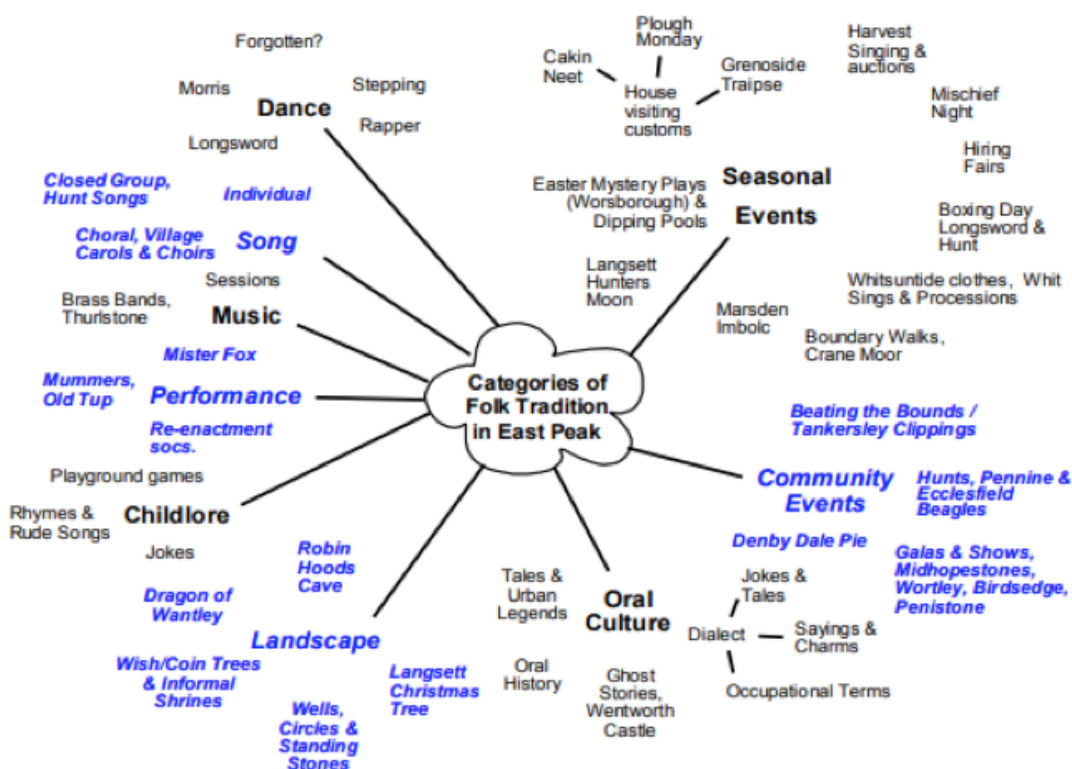 Forgotten?
Morris
Stepping
Dance
Rapper
Longsword
Closed Group,
Hunt Songs
Individual
Choral, Village
Carols & Choirs
Song
Sessions
Brass Bands,
Thurlstone
Music
Mister Fox
Mummers,
Old Tup
Performance
Re-enactment
socs.
Playground games
Rhymes &
Rude Songs
Childlore
Jokes
Robin
Hoods
Cave
Dragon of
Wantley
Landscape
Wish/Coin Trees
& Informal
Shrines
Wells,
Circles &
Standing
Stones
Langsett
Christmas
Tree
Categories of
Folk Tradition
in East Peak
Plough
Monday
Cakin
Neet
Grenoside
Traipse
House
visiting
customs
Harvest
Singing &
auctions
Mischief
Night
Hiring
Fairs
Seasonal
Events
Easter Mystery Plays
(Worsborough) &
Dipping Pools
Boxing Day
Longsword &
Hunt
Langsett
Hunters
Moon
Whitsuntide clothes, Whit
Sings & Processions
Marsden
Imbolc
Boundary Walks,
Crane Moor
Beating the Bounds /
Tankersley Clippings
Community
Events
Hunts, Pennine &
Ecclesfield
Beagles
Denby Dale Pie
Galas & Shows,
Midhopestones,
Wortley, Birdsedge,
Penistone
Tales &
Urban
Legends
Oral
Culture
Jokes &
Tales
Dialect
Sayings &
Charms
Occupational Terms
Oral
History
Ghost
Stories,
Wentworth
Castle